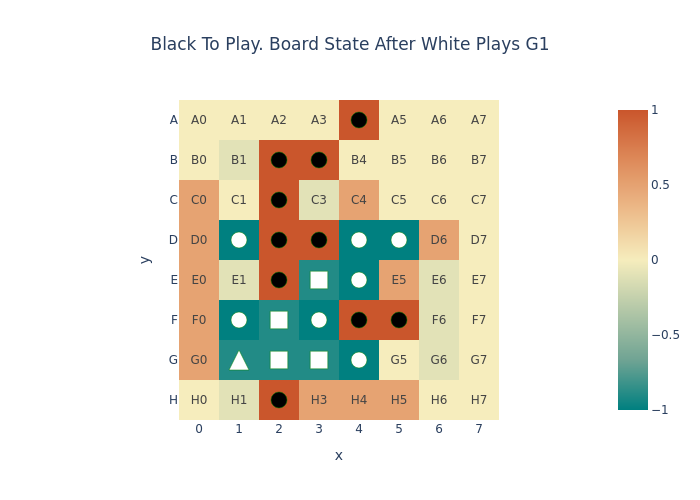 Black To Play. Board State After White Plays G1
A A0 A1 A2 A3 A5 A6 A7
B B0 B1 B4 B5 B6 B7
C C0 C1 C3 C4 C5 C6 C7
D D0 D6 D7
E E0 E1 E5 E6 E7
F F0 F6 F7
G G0 G5 G6 G7
H H0 H1 H3 H4 H5 H6 H7
0 1 2 3 4 5 6 7
x
y
1
0.5
0
−0.5
−1